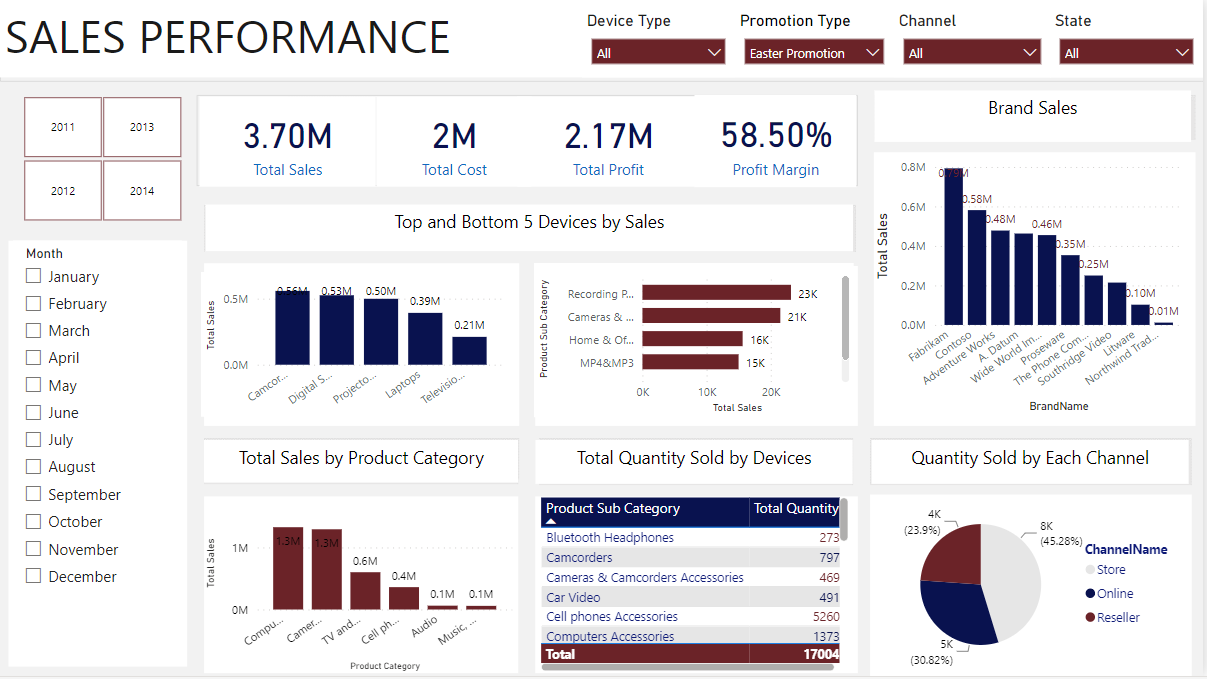 SALES PERFORMANCE
Device Type
Promotion Type
Channel
State
All
Easter Promotion
All
All
2011
2013
2012
2014
Month
January
February
March
April
May
June
July
August
September
October
November
December
3.70M
Total Sales
2M
Total Cost
2.17M
Total Profit
58.50%
Profit Margin
Top and Bottom 5 Devices by Sales
Total Sales
0.5M
0.0M
0.56M
0.53M
0.50M
0.39M
0.21M
Camcor...
Digital S...
Projecto...
Laptops
Televisio...
Product Sub Category
Recording P...
23K
Cameras & ...
21K
Home & Of...
16K
MP4&MP3
15K
0K
10K
20K
Total Sales
Brand Sales
Total Sales
0.8M
0.6M
0.4M
0.2M
0.0M
0.79M
0.58M
0.48M
0.46M
0.35M
0.25M
0.10M
0.01M
Fabrikam
Contoso
Adventure Works
A. Datum
Wide World Im...
Proseware
The Phone Com...
Southridge Video
Litware
Northwind Trad...
BrandName
Total Sales by Product Category
Total Sales
1M
0M
1.3M
1.3M
0.6M
0.4M
0.1M
0.1M
Compu...
Camer...
TV and...
Cell ph...
Audio
Music, ...
Product Category
Total Quantity Sold by Devices
Product Sub Category Total Quantity
Bluetooth Headphones 273
Camcorders 797
Cameras & Camcorders Accessories 469
Car Video 491
Cell phones Accessories 5260
Computers Accessories 1373
Total 17004
Quantity Sold by Each Channel
4K
(23.9%)
8K
(45.28%)
5K
(30.82%)
ChannelName
Store
Online
Reseller